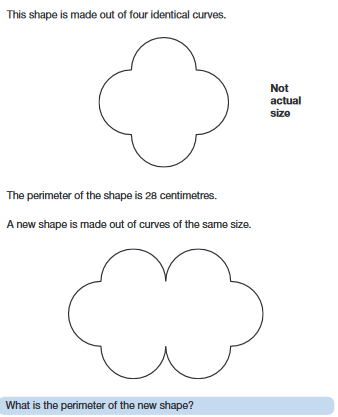 This shape is made out of four identical curves.
Not
actual
size
The perimeter of the shape is 28 centimetres.
A new shape is made out of curves of the same size.
What is the perimeter of the new shape?